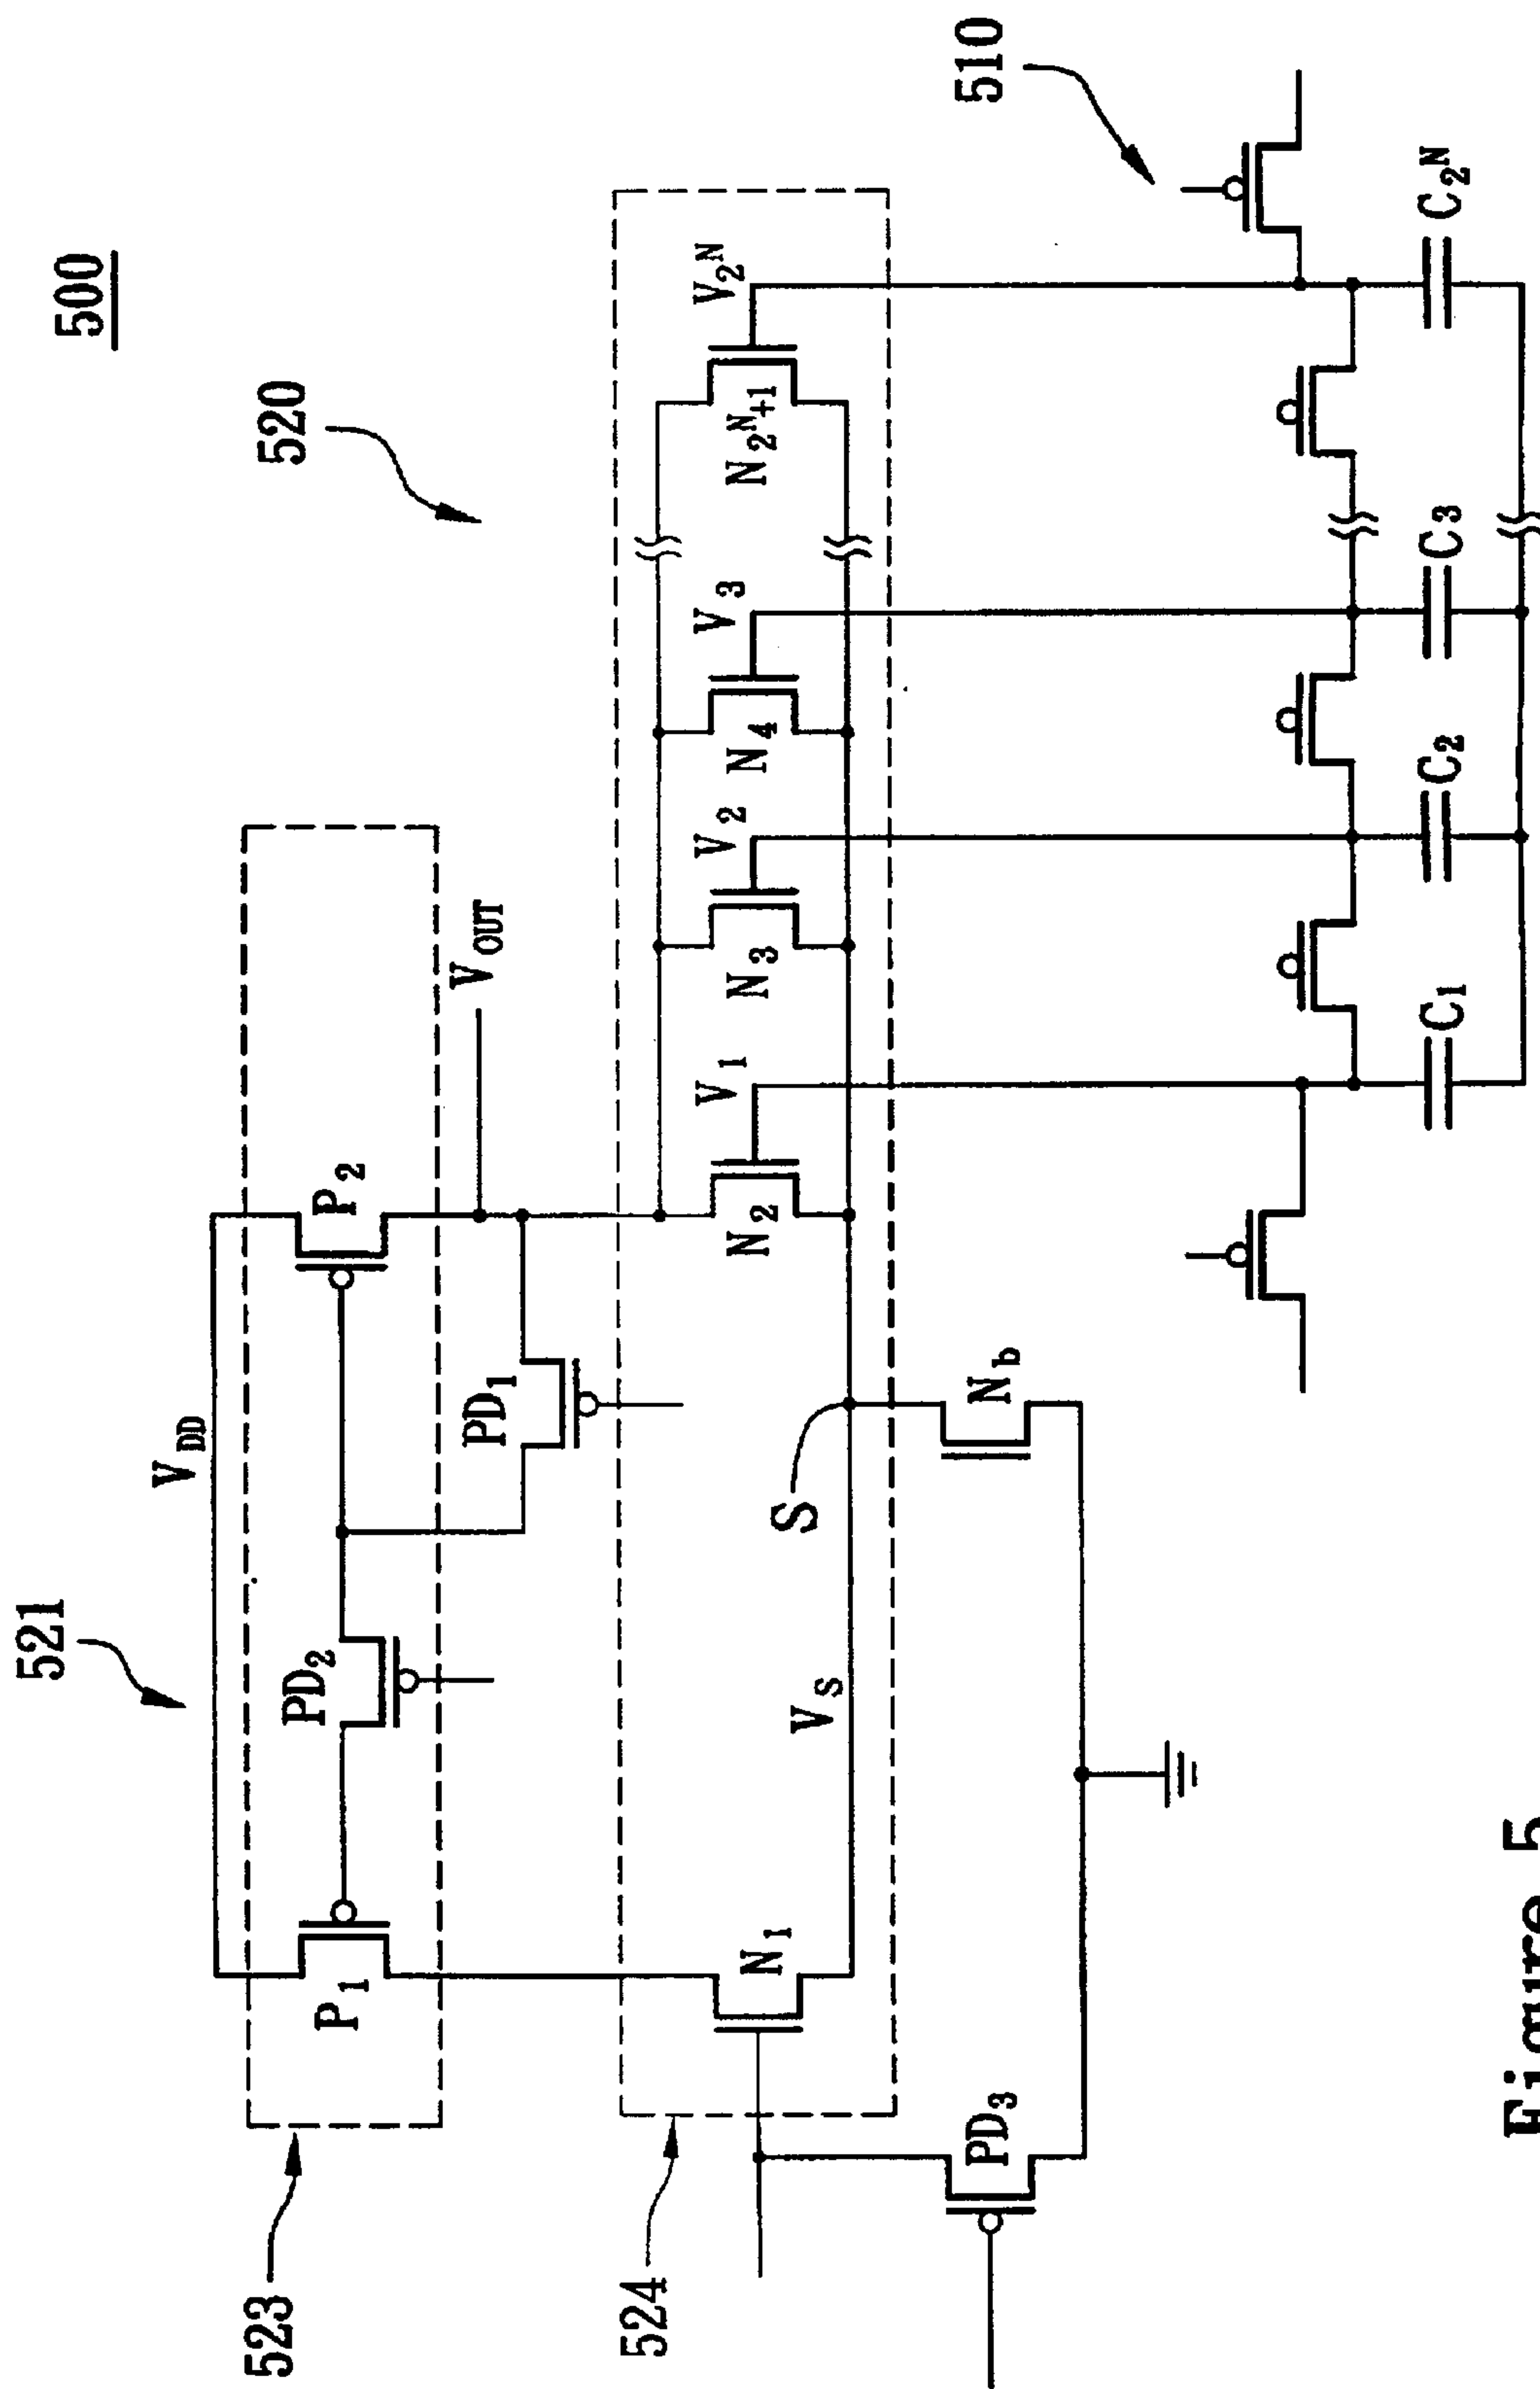 500
510
520
521
523
524
V_DD
P_1
P_2
PD_2
PD_1
V_OUT
N_1
N_2
N_3
N_4
N_2^N+1
V_1
V_2
V_3
V_2^N
V_S
S
N_b
PD_3
C_1
C_2
C_3
C_2^N
Figure 5